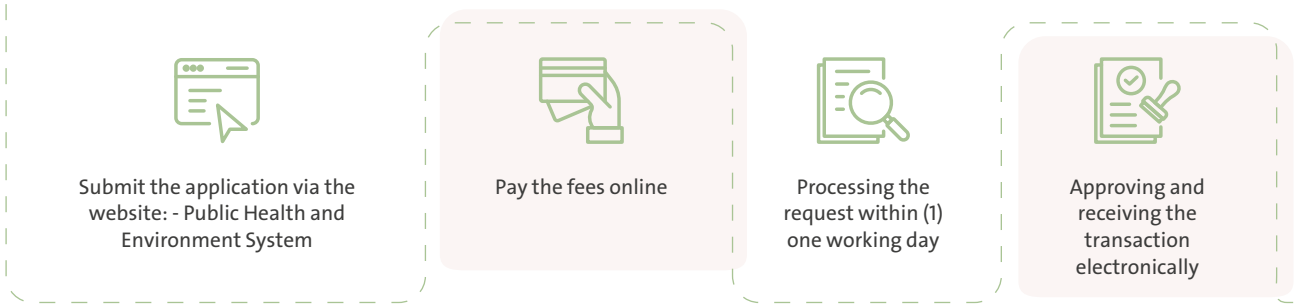 Submit the application via the
website: - Public Health and
Environment System
Pay the fees online
Processing the
request within (1)
one working day
Approving and
receiving the
transaction
electronically